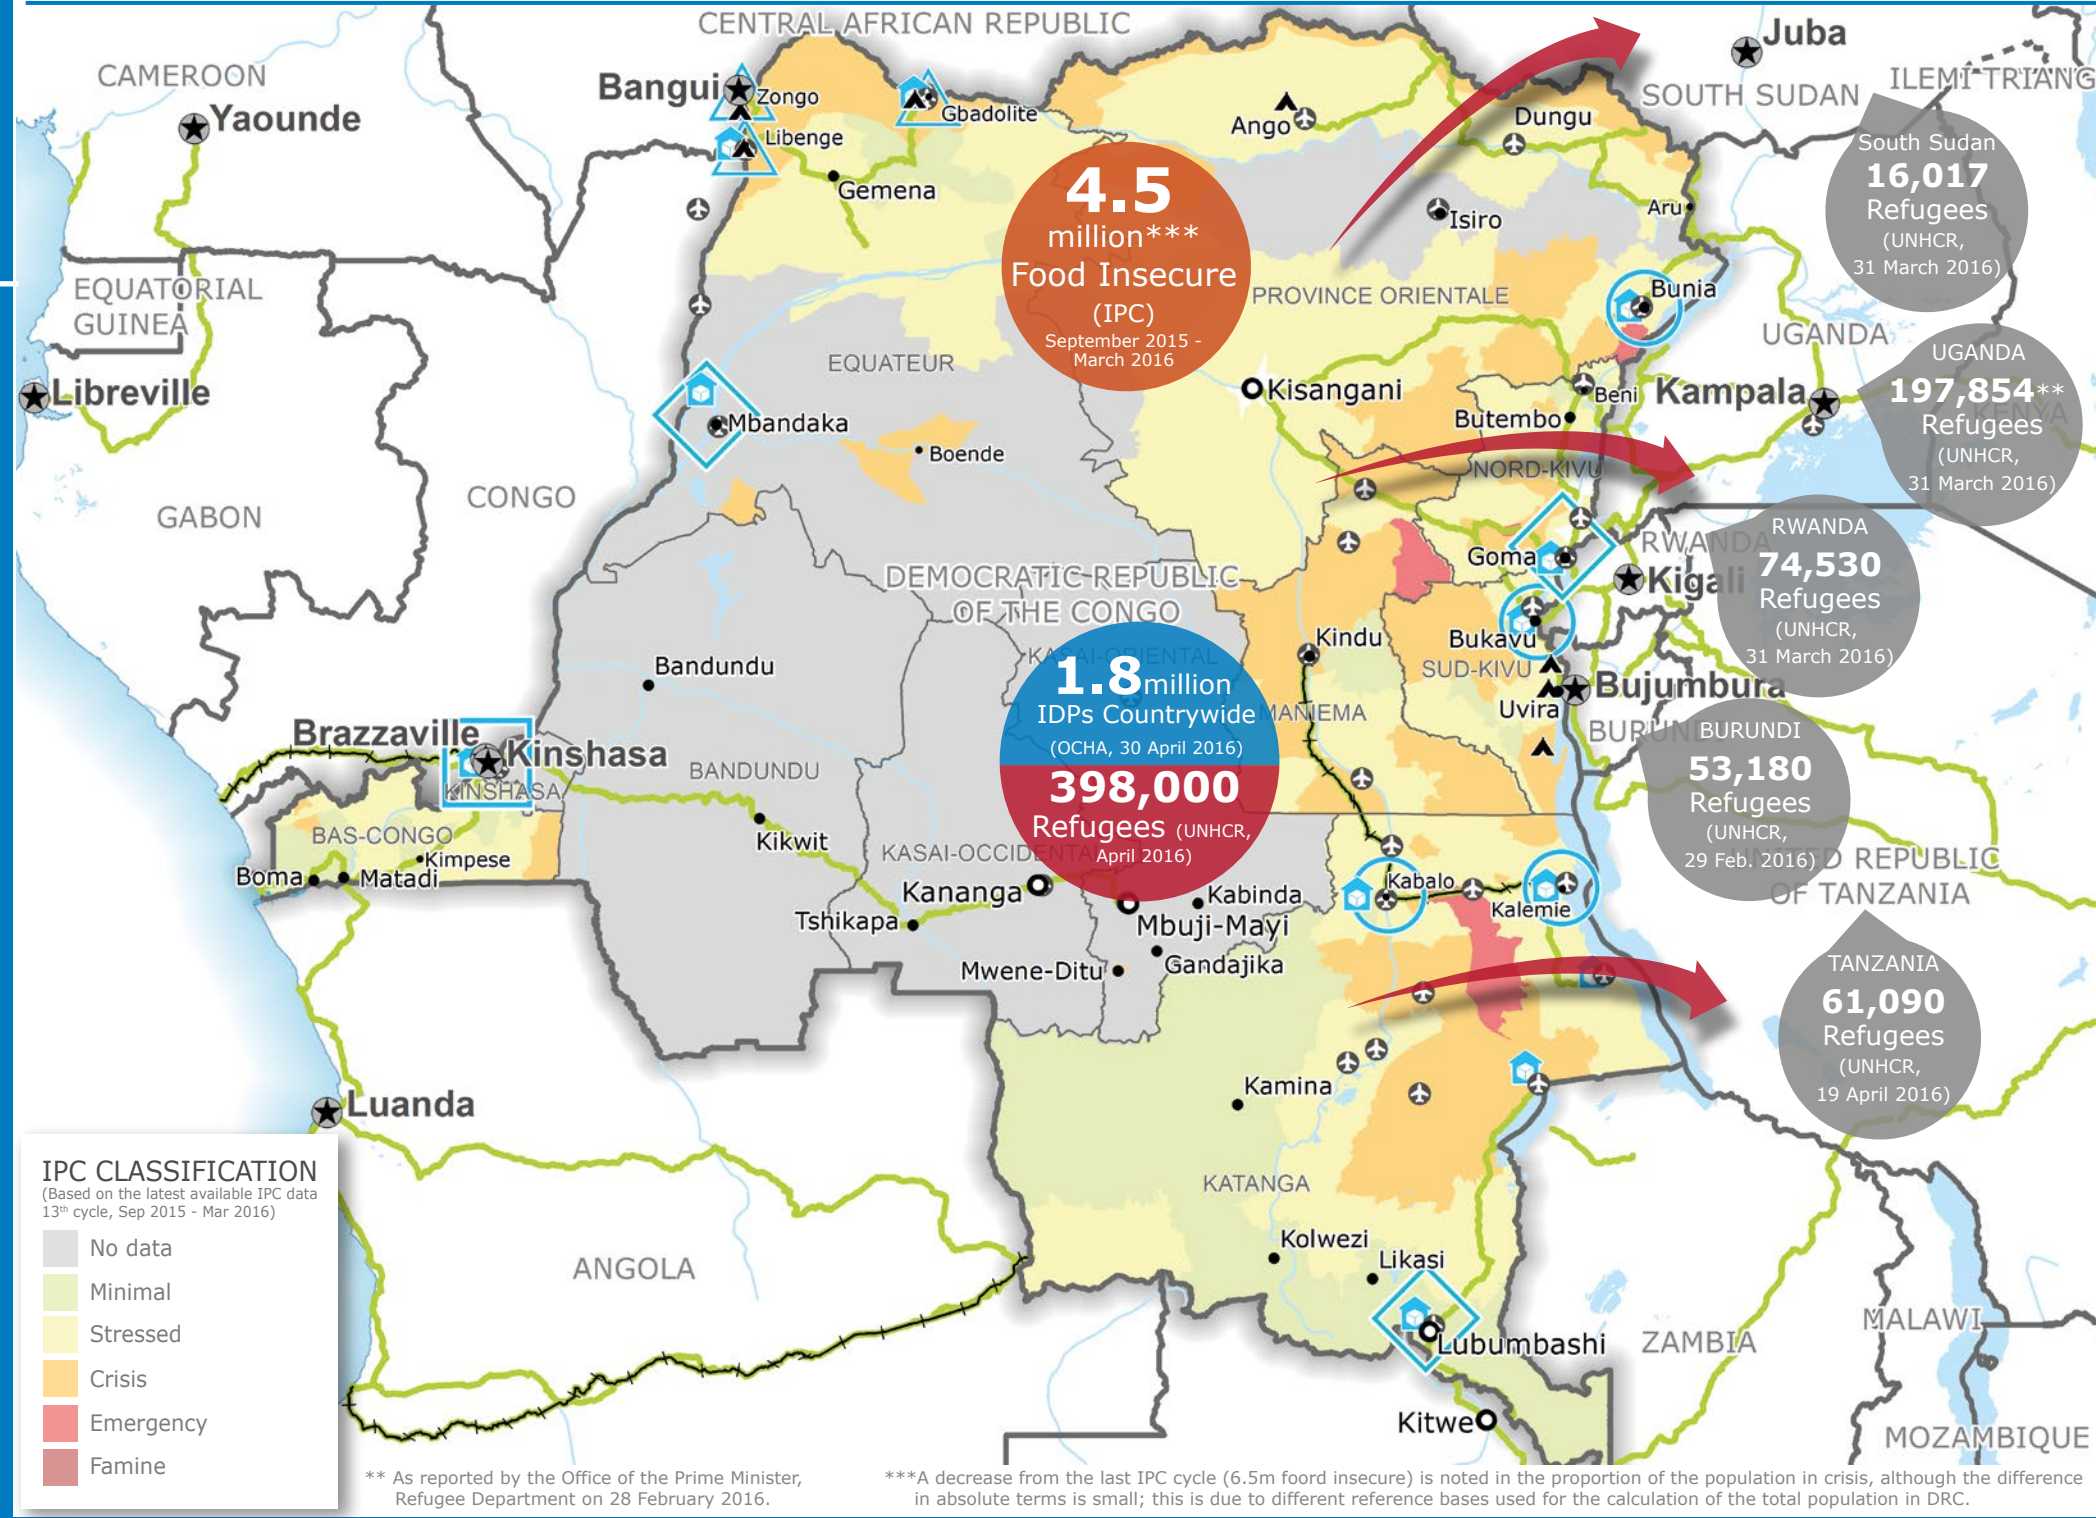 CENTRAL AFRICAN REPUBLIC
Juba
CAMEROON
ILEMI TRIANG
SOUTH SUDAN
Bangui
Zongo
Yaounde
Gbadolite
Ango
Dungu
Libenge
Gemena
Isiro
Aru
South Sudan
16,017
Refugees
(UNHCR,
31 March 2016)
4.5
million***
Food Insecure
(IPC)
September 2015 -
March 2016
EQUATORIAL
GUINEA
PROVINCE ORIENTALE
Bunia
UGANDA
EQUATEUR
Libreville
Kisangani
Beni
Kampala
Butembo
KENYA
UGANDA
197,854**
Refugees
(UNHCR,
31 March 2016)
Mbandaka
Boende
NORD-KIVU
CONGO
GABON
RWANDA
Goma
Kigali
RWANDA
74,530
Refugees
(UNHCR,
31 March 2016)
DEMOCRATIC REPUBLIC
OF THE CONGO
Kindu
Bukavu
KASAI-ORIENTAL
SUD-KIVU
Bandundu
Bujumbura
Uvira
MANIEMA
BURUNDI
1.8 million
IDPs Countrywide
(OCHA, 30 April 2016)
398,000
Refugees (UNHCR,
April 2016)
BURUNDI
53,180
Refugees
(UNHCR,
29 Feb. 2016)
Brazzaville
Kinshasa
BANDUNDU
KINSHASA
BAS-CONGO
Kikwit
KASAI-OCCIDENTAL
Kimpese
Boma
Matadi
Kananga
Kabinda
Kabalo
Kalemie
UNITED REPUBLIC
OF TANZANIA
Tshikapa
Mbuji-Mayi
Mwene-Ditu
Gandajika
TANZANIA
61,090
Refugees
(UNHCR,
19 April 2016)
Kamina
Luanda
KATANGA
Kolwezi
Likasi
ANGOLA
Lubumbashi
ZAMBIA
MALAWI
Kitwe
MOZAMBIQUE
IPC CLASSIFICATION
(Based on the latest available IPC data
13th cycle, Sep 2015 - Mar 2016)
No data
Minimal
Stressed
Crisis
Emergency
Famine
** As reported by the Office of the Prime Minister,
Refugee Department on 28 February 2016.
***A decrease from the last IPC cycle (6.5m foord insecure) is noted in the proportion of the population in crisis, although the difference
in absolute terms is small; this is due to different reference bases used for the calculation of the total population in DRC.